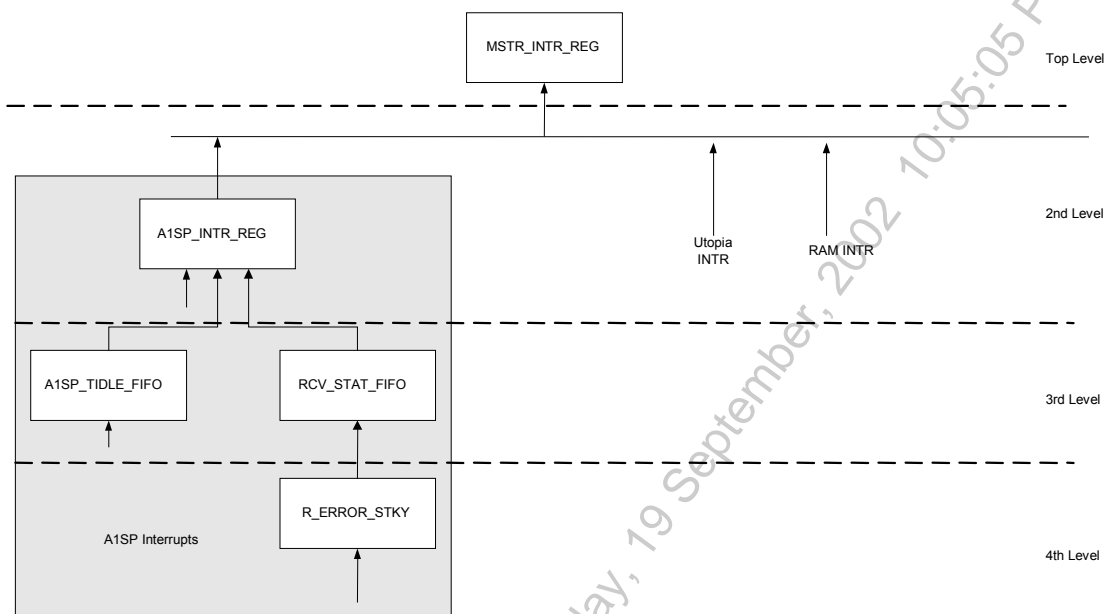 MSTR_INTR_REG
Top Level
A1SP_INTR_REG
2nd Level
Utopia
INTR
RAM INTR
A1SP_TIDLE_FIFO
RCV_STAT_FIFO
3rd Level
R_ERROR_STKY
A1SP Interrupts
4th Level
day, 19 September, 2002 10:05:05 P